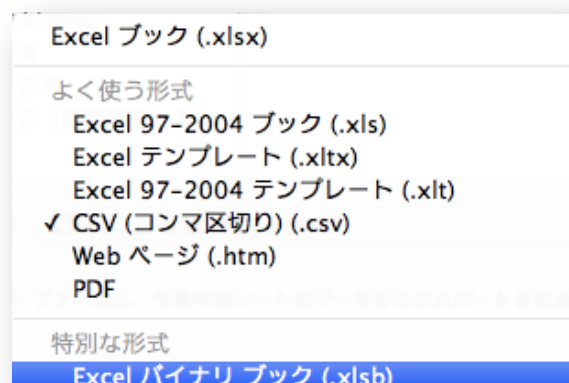 Excel ブック (.xlsx)
よく使う形式
Excel 97-2004 ブック (.xls)
Excel テンプレート (.xltx)
Excel 97-2004 テンプレート (.xlt)
✓ CSV (コンマ区切り) (.csv)
Web ページ (.htm)
PDF
特別な形式
Excel バイナリ ブック (.xlsb)